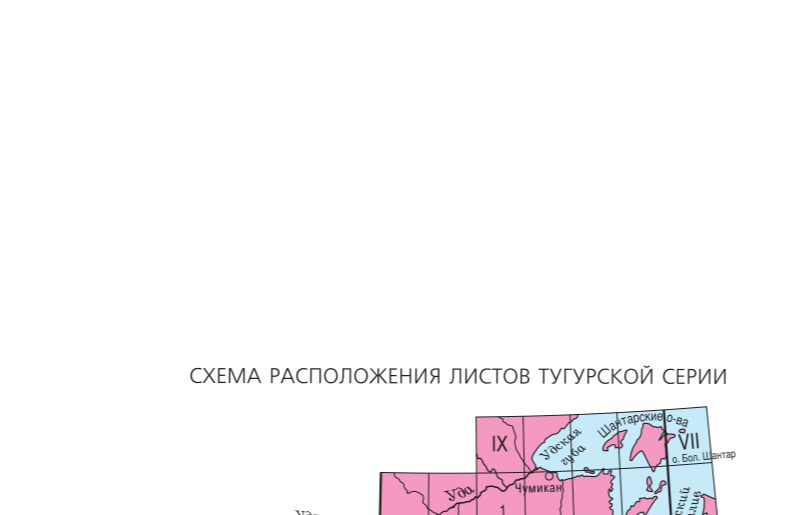 СХЕМА РАСПОЛОЖЕНИЯ ЛИСТОВ ТУГУРСКОЙ СЕРИИ
Шантарские о-ва
IX
Удская
губа
VII
о. Бол. Шантар
Уда
Чумикан
1